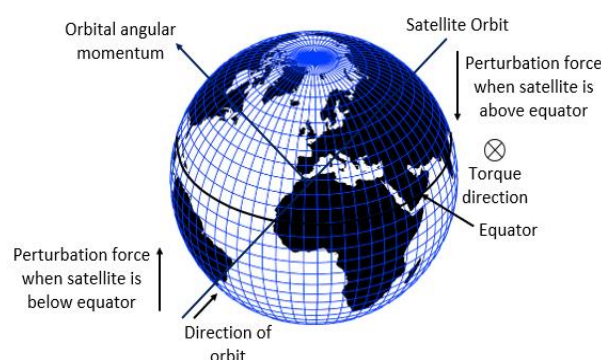 Orbital angular
momentum
Satellite Orbit
Perturbation force
when satellite is
above equator
Torque
direction
Equator
Perturbation force
when satellite is
below equator
Direction of
orbit